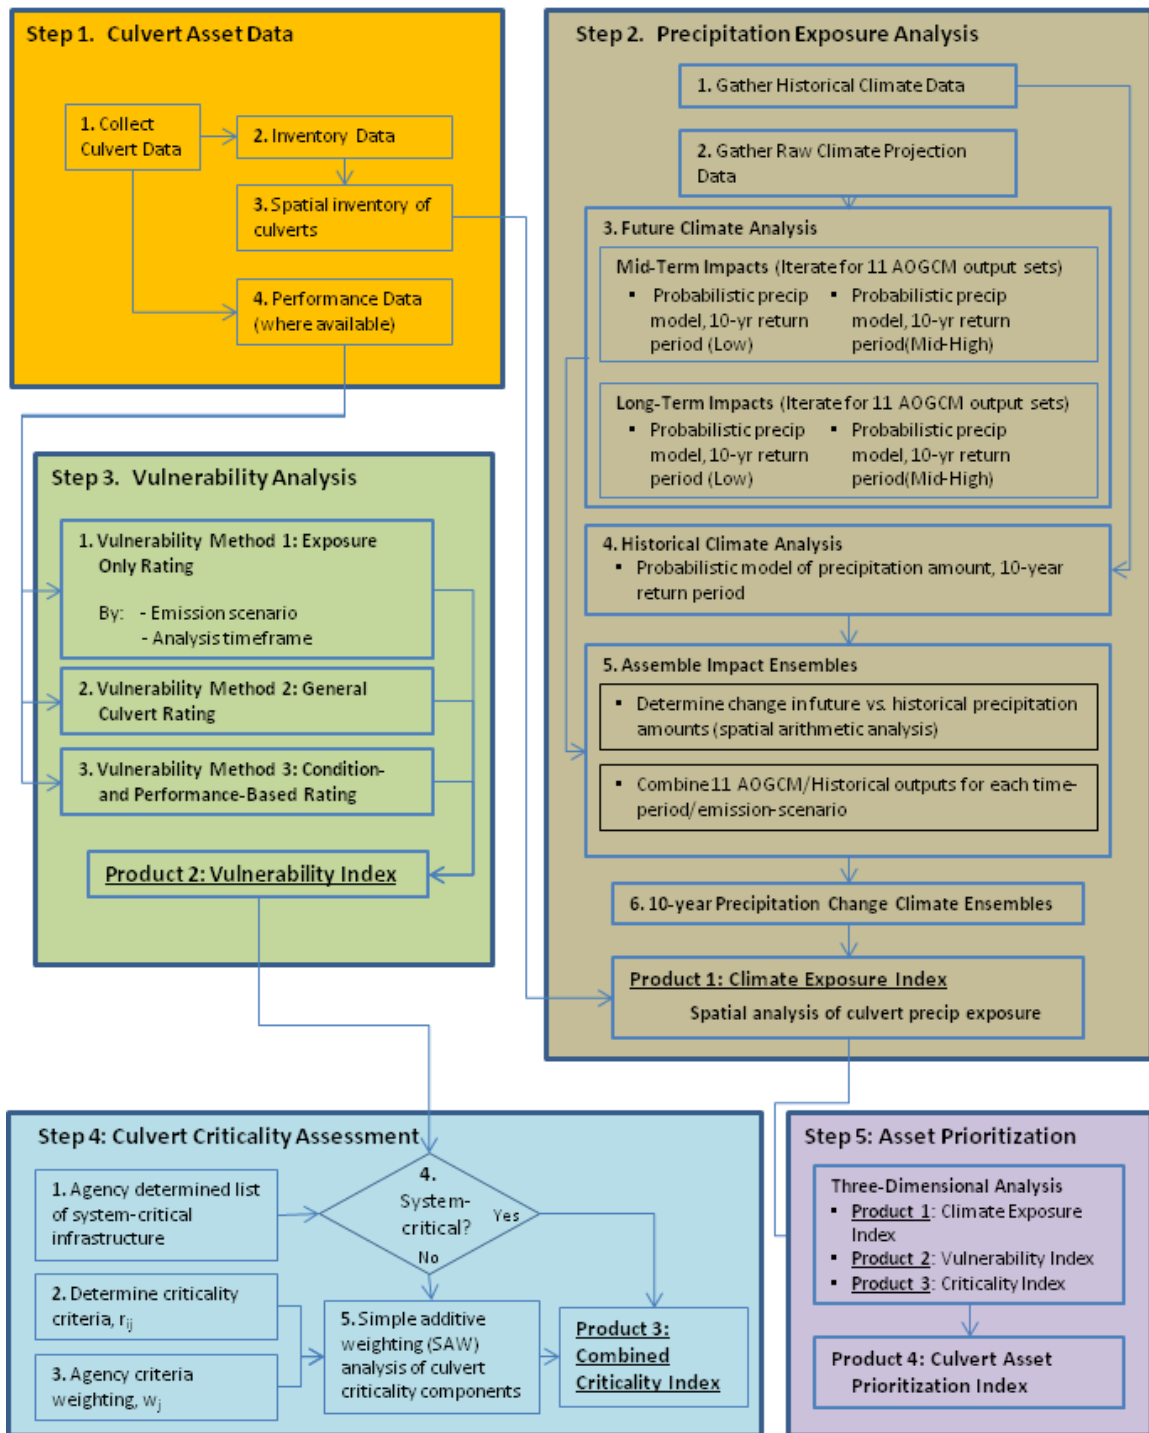 Step 1. Culvert Asset Data
1. Collect
Culvert Data
2. Inventory Data
3. Spatial inventory of
culverts
4. Performance Data
(where available)
Step 2. Precipitation Exposure Analysis
1. Gather Historical Climate Data
2. Gather Raw Climate Projection
Data
3. Future Climate Analysis
Mid-Term Impacts (Iterate for 11 AOGCM output sets)
▪ Probabilistic precip
model, 10-yr return
period (Low)
▪ Probabilistic precip
model, 10-yr return
period(Mid-High)
Long-Term Impacts (Iterate for 11 AOGCM output sets)
▪ Probabilistic precip
model, 10-yr return
period (Low)
▪ Probabilistic precip
model, 10-yr return
period(Mid-High)
4. Historical Climate Analysis
▪ Probabilistic model of precipitation amount, 10-year
return period
5. Assemble Impact Ensembles
▪ Determine change in future vs. historical precipitation
amounts (spatial arithmetic analysis)
▪ Combine 11 AOGCM/Historical outputs for each time-
period/emission-scenario
6. 10-year Precipitation Change Climate Ensembles
Product 1: Climate Exposure Index
Spatial analysis of culvert precip exposure
Step 3. Vulnerability Analysis
1. Vulnerability Method 1: Exposure
Only Rating
By: - Emission scenario
- Analysis timeframe
2. Vulnerability Method 2: General
Culvert Rating
3. Vulnerability Method 3: Condition-
and Performance-Based Rating
Product 2: Vulnerability Index
Step 4: Culvert Criticality Assessment
1. Agency determined list
of system-critical
infrastructure
2. Determine criticality
criteria, rij
3. Agency criteria
weighting, wj
4.
System-
critical?
Yes
No
5. Simple additive
weighting (SAW)
analysis of culvert
criticality components
Product 3:
Combined
Criticality Index
Step 5: Asset Prioritization
Three-Dimensional Analysis
▪ Product 1: Climate Exposure
Index
▪ Product 2: Vulnerability Index
▪ Product 3: Criticality Index
Product 4: Culvert Asset
Prioritization Index